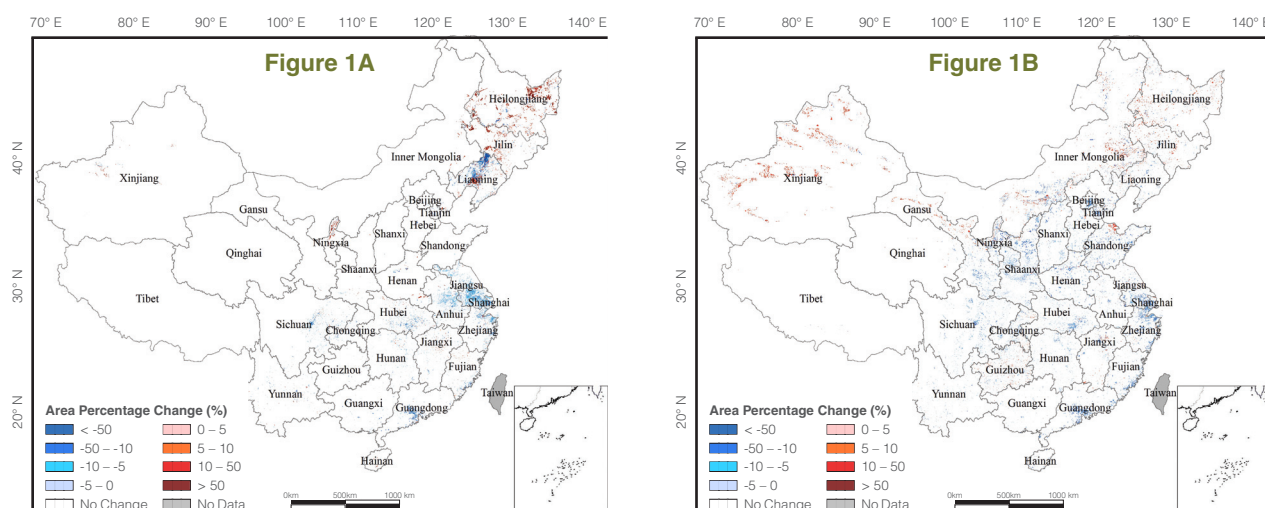 70° E 80° E 90° E 100° E 110° E 120° E 130° E 140° E
Figure 1A
40° N
30° N
20° N
Heilongjiang
Jilin
Inner Mongolia
Liaoning
Xinjiang
Beijing
Tianjin
Gansu
Hebei
Ningxia
Shanxi
Shandong
Qinghai
Shaanxi
Henan
Jiangsu
Tibet
Shanghai
Hubei
Anhui
Sichuan
Chongqing
Zhejiang
Jiangxi
Hunan
Guizhou
Fujian
Yunnan
Taiwan
Guangxi
Guangdong
Hainan
Area Percentage Change (%)
< -50
-50 – -10
-10 – -5
-5 – 0
No Change
0 – 5
5 – 10
10 – 50
> 50
No Data
0km 500km 1000 km
70° E 80° E 90° E 100° E 110° E 120° E 130° E 140° E
Figure 1B
40° N
30° N
20° N
Heilongjiang
Jilin
Inner Mongolia
Liaoning
Xinjiang
Beijing
Tianjin
Gansu
Hebei
Ningxia
Shanxi
Shandong
Qinghai
Shaanxi
Henan
Jiangsu
Tibet
Shanghai
Hubei
Anhui
Sichuan
Chongqing
Zhejiang
Jiangxi
Hunan
Guizhou
Fujian
Yunnan
Taiwan
Guangxi
Guangdong
Hainan
Area Percentage Change (%)
< -50
-50 – -10
-10 – -5
-5 – 0
No Change
0 – 5
5 – 10
10 – 50
> 50
No Data
0km 500km 1000 km